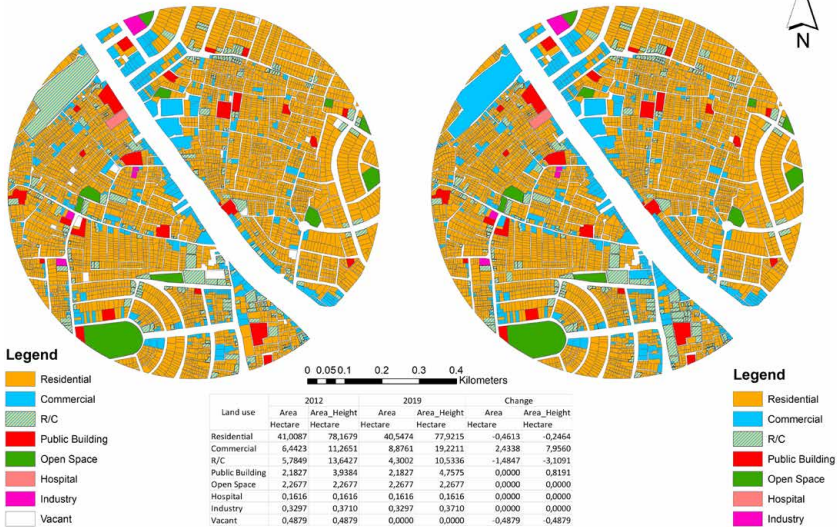 N
Legend
Residential
Commercial
R/C
Public Building
Open Space
Hospital
Industry
Vacant
0 0.050.1 0.2 0.3 0.4
Kilometers
Land use 2012 2019 Change
Area Area_Height Area Area_Height Area Area_Height
Hectare Hectare Hectare Hectare Hectare Hectare
Residential 41,0087 78,1679 40,5474 77,9215 -0,4613 -0,2464
Commercial 6,4423 11,2651 8,8761 19,2211 2,4338 7,9560
R/C 5,7849 13,6427 4,3002 10,5336 -1,4847 -3,1091
Public Building 2,1827 3,9384 2,1827 4,7575 0,0000 0,8191
Open Space 2,2677 2,2677 2,2677 2,2677 0,0000 0,0000
Hospital 0,1616 0,1616 0,1616 0,1616 0,0000 0,0000
Industry 0,3297 0,3710 0,3297 0,3710 0,0000 0,0000
Vacant 0,4879 0,4879 0,0000 0,0000 -0,4879 -0,4879
Legend
Residential
Commercial
R/C
Public Building
Open Space
Hospital
Industry